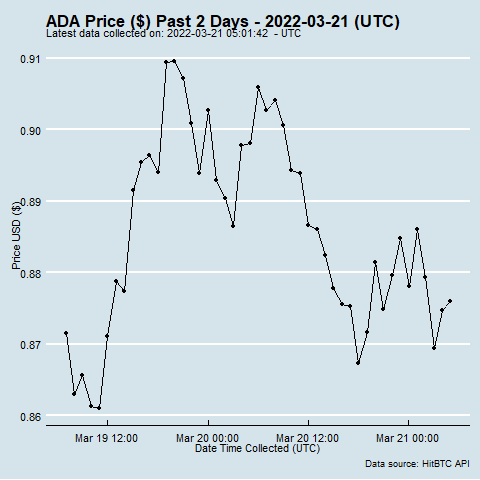 ADA Price ($) Past 2 Days - 2022-03-21 (UTC)
Latest data collected on: 2022-03-21 05:01:42 - UTC
0.91
0.90
0.89
0.88
0.87
0.86
Price USD ($)
Mar 19 12:00 Mar 20 00:00 Mar 20 12:00 Mar 21 00:00
Date Time Collected (UTC)
Data source: HitBTC API